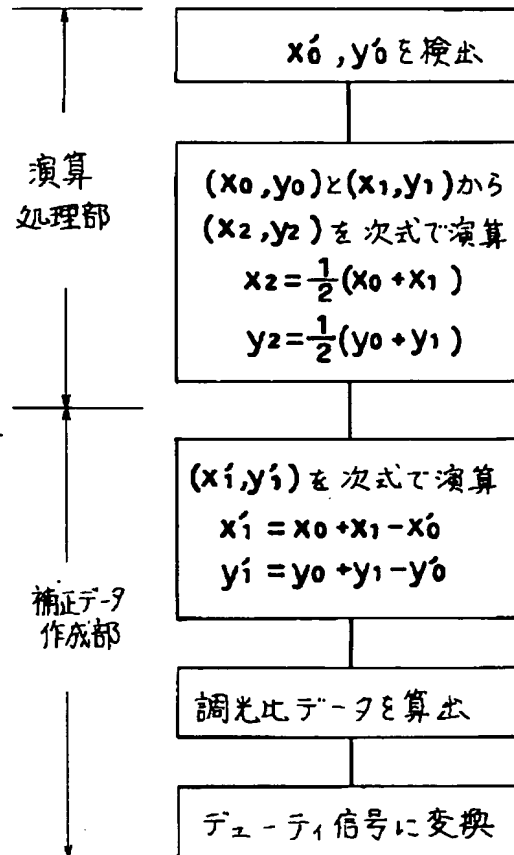 x₀′, y₀′を検出
演算
処理部
(x₀, y₀)と(x₁, y₁)から
(x₂, y₂)を次式で演算
x₂=½(x₀+x₁)
y₂=½(y₀+y₁)
(x₁′, y₁′)を次式で演算
x₁′=x₀+x₁−x₀′
y₁′=y₀+y₁−y₀′
補正データ
作成部
調光比データを算出
デューティ信号に変換